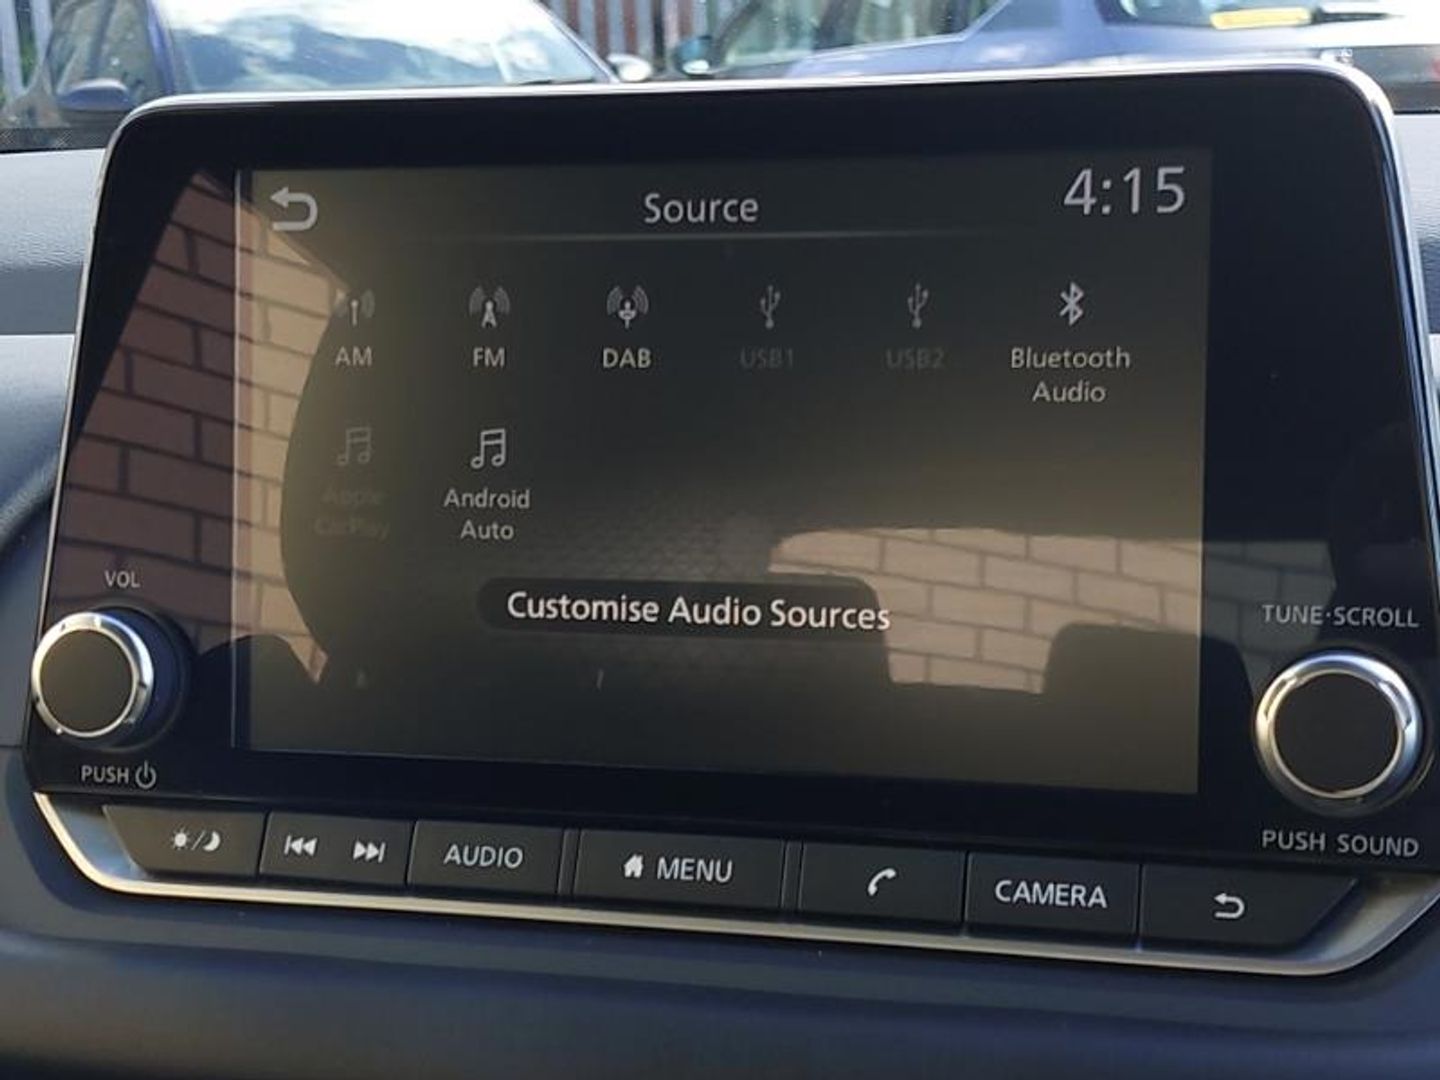 Source
4:15
AM
FM
DAB
USB1
USB2
Bluetooth
Audio
Apple
CarPlay
Android
Auto
Customise Audio Sources
VOL
PUSH
TUNE·SCROLL
PUSH SOUND
AUDIO
MENU
CAMERA